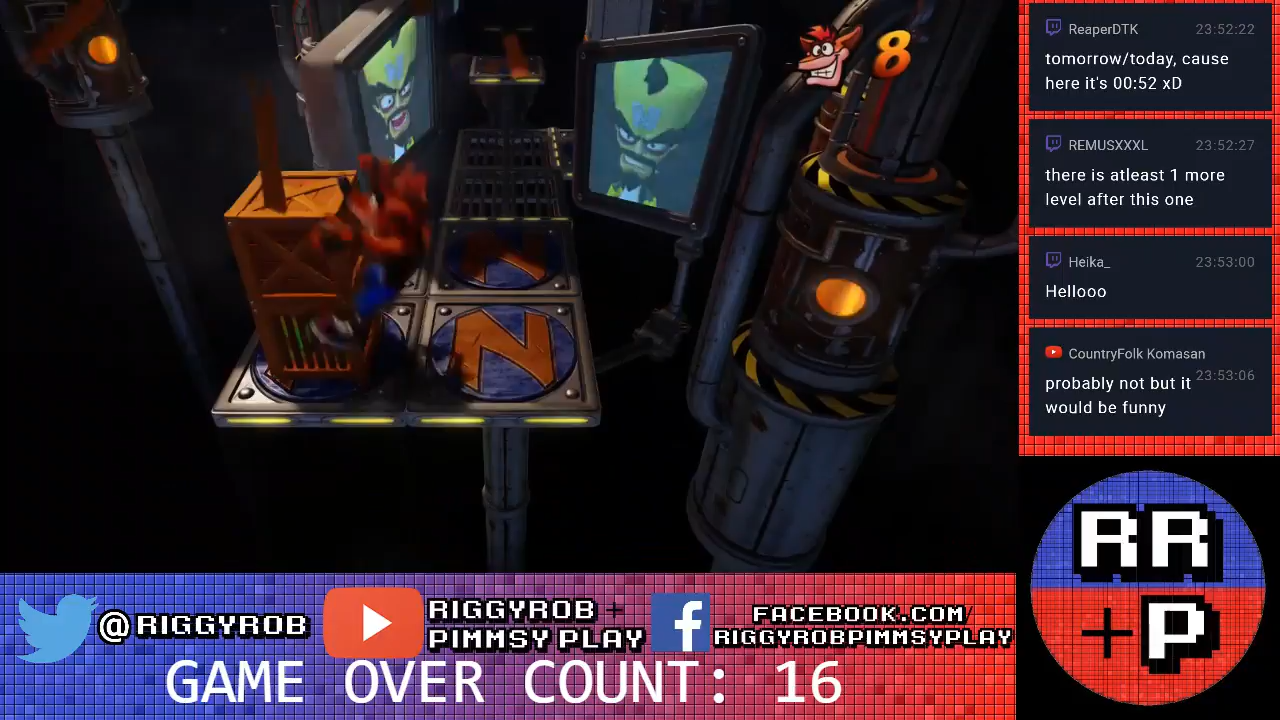 8
N
N
ReaperDTK 23:52:22
tomorrow/today, cause
here it's 00:52 xD
REMUSXXXL 23:52:27
there is atleast 1 more
level after this one
Heika_ 23:53:00
Hellooo
CountryFolk Komasan
23:53:06
probably not but it
would be funny
RR
+P
@RIGGYROB
RIGGYROB +
PIMMSY PLAY
FACEBOOK.COM/
RIGGYROBPIMMSYPLAY
GAME OVER COUNT: 16